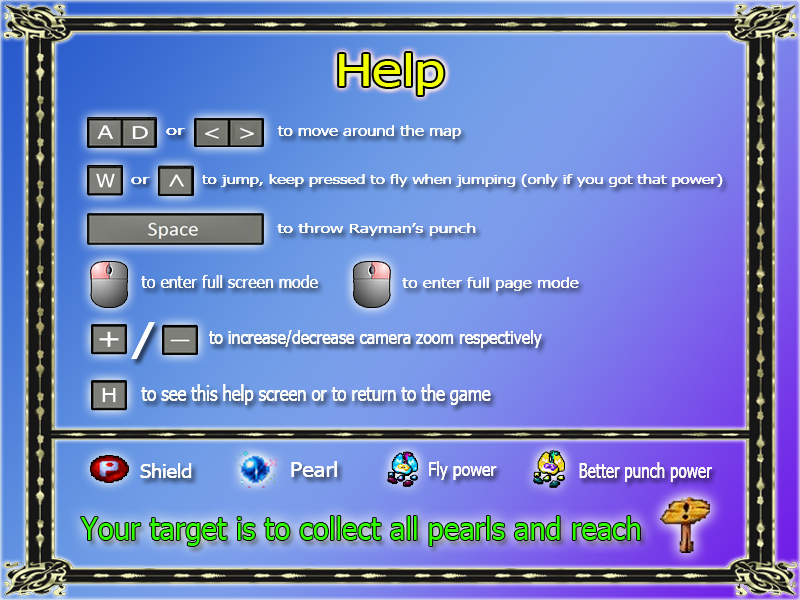 Help
A D or < > to move around the map
W or ^ to jump, keep pressed to fly when jumping (only if you got that power)
Space to throw Rayman's punch
to enter full screen mode to enter full page mode
+ / - to increase/decrease camera zoom respectively
H to see this help screen or to return to the game
P Shield Pearl Fly power Better punch power
Your target is to collect all pearls and reach !